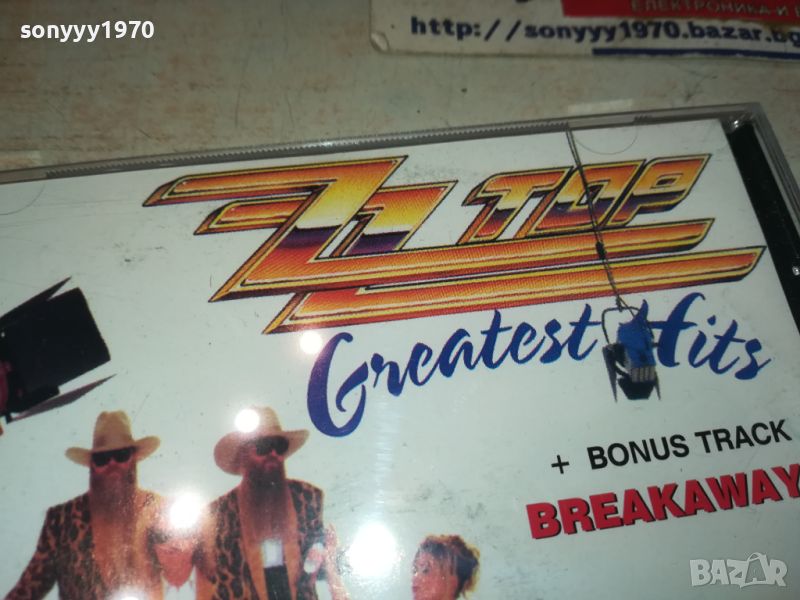 sonyyy1970
ЕЛЕКТРОНИКА И
http://sonyyy1970.bazar.bg
ZZ TOP
Greatest Hits
+ BONUS TRACK
BREAKAWAY
BAZAR